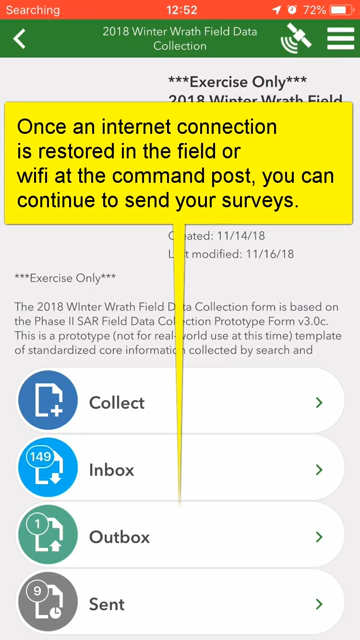 Searching 12:52 72%
2018 Winter Wrath Field Data
Collection
***Exercise Only***
2018 Winter Wrath Field
Once an internet connection
is restored in the field or
wifi at the command post, you can
continue to send your surveys.
Created: 11/14/18
Last modified: 11/16/18
***Exercise Only***
The 2018 WInter Wrath Field Data Collection form is based on
the Phase II SAR Field Data Collection Prototype Form v3.0c.
This is a prototype (not for real-world use at this time) template
of standardized core information collected by search and
Collect
149
Inbox
1
Outbox
9
Sent